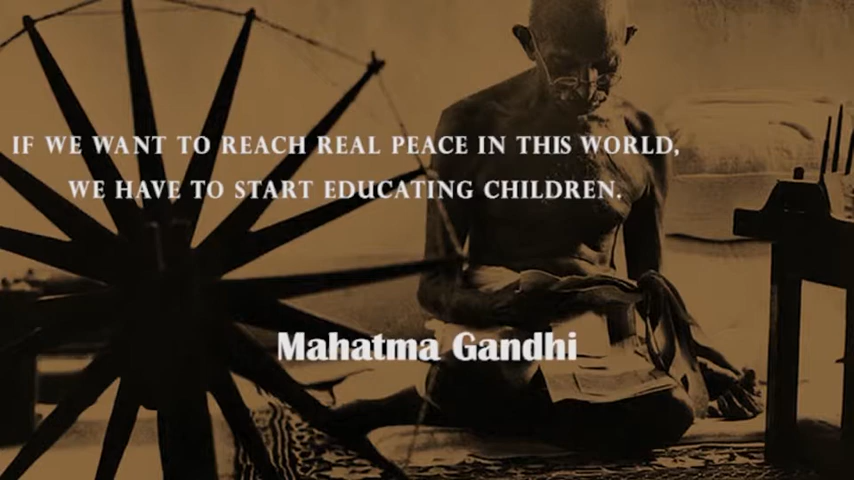 IF WE WANT TO REACH REAL PEACE IN THIS WORLD,
WE HAVE TO START EDUCATING CHILDREN.
Mahatma Gandhi